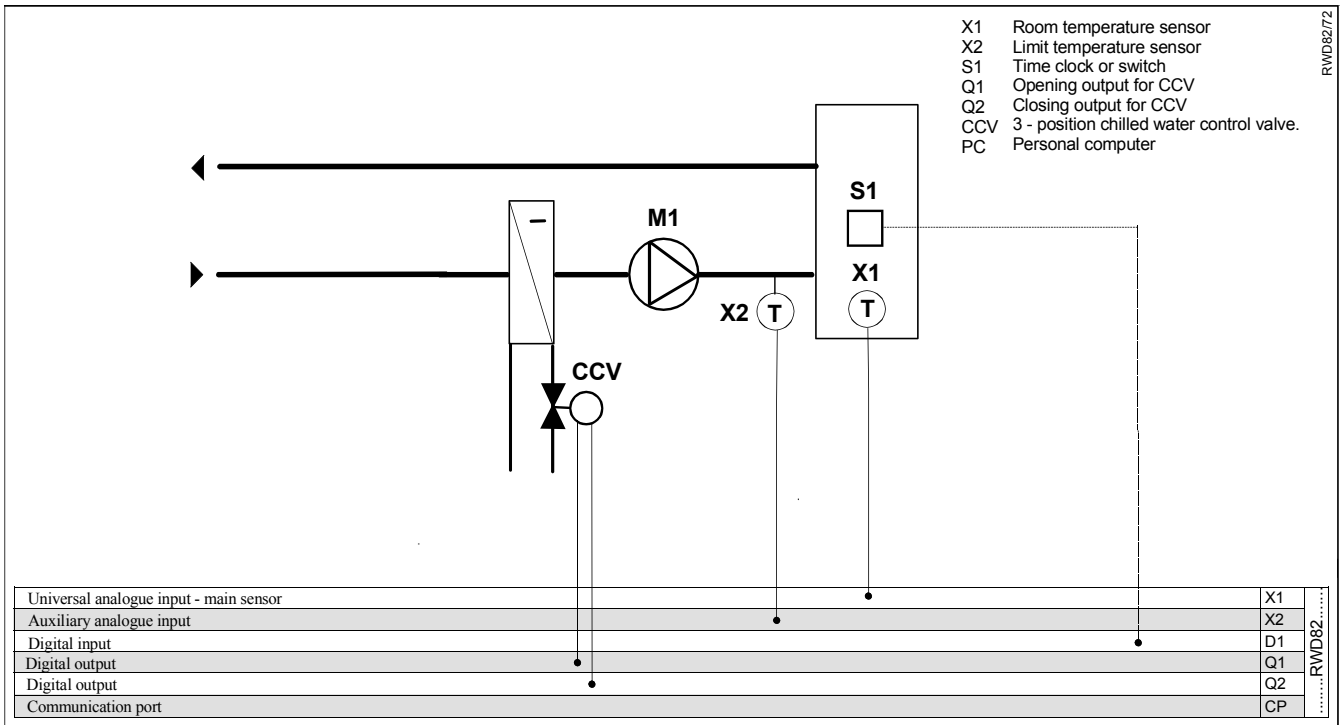 X1 Room temperature sensor
X2 Limit temperature sensor
S1 Time clock or switch
Q1 Opening output for CCV
Q2 Closing output for CCV
CCV 3 - position chilled water control valve.
PC Personal computer
RWD82/72
S1
M1
X1
T
X2
T
CCV
Universal analogue input - main sensor X1
Auxiliary analogue input X2
Digital input D1
Digital output Q1
Digital output Q2
Communication port CP
........RWD82......